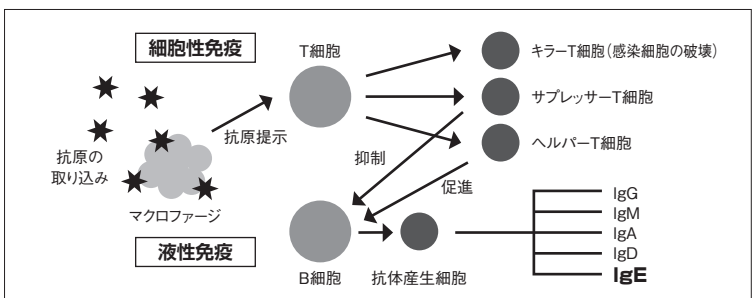 細胞性免疫
T細胞
キラーT細胞(感染細胞の破壊)
サプレッサーT細胞
ヘルパーT細胞
抗原提示
抗原の
取り込み
マクロファージ
抑制
促進
液性免疫
B細胞
抗体産生細胞
IgG
IgM
IgA
IgD
IgE